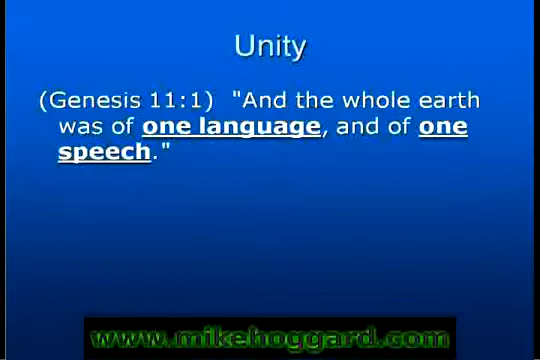 Unity
(Genesis 11:1) "And the whole earth
was of one language, and of one
speech."
www.mikehoggard.com